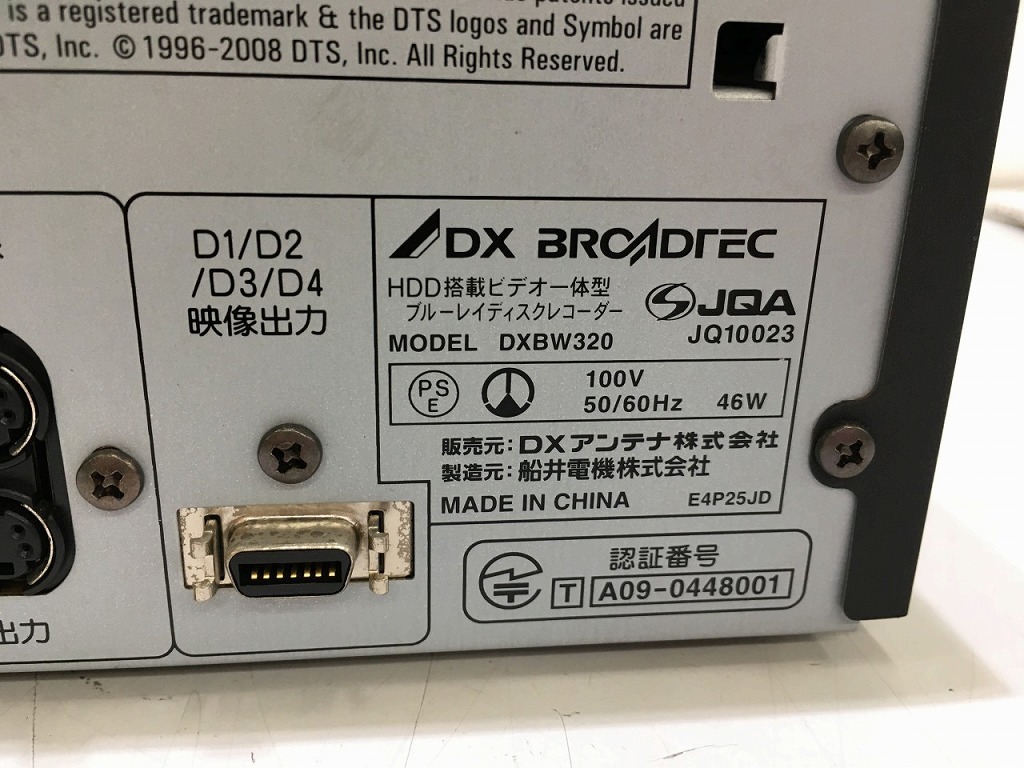 is a registered trademark & the DTS logos and Symbol are
DTS, Inc. © 1996-2008 DTS, Inc. All Rights Reserved.
D1/D2
/D3/D4
映像出力
DX BROADTEC
HDD搭載ビデオ一体型
ブルーレイディスクレコーダー
JQA
JQ10023
MODEL DXBW320
PS
E
100V
50/60Hz 46W
販売元:DXアンテナ株式会社
製造元:船井電機株式会社
MADE IN CHINA E4P25JD
認証番号
T A09-0448001
出力